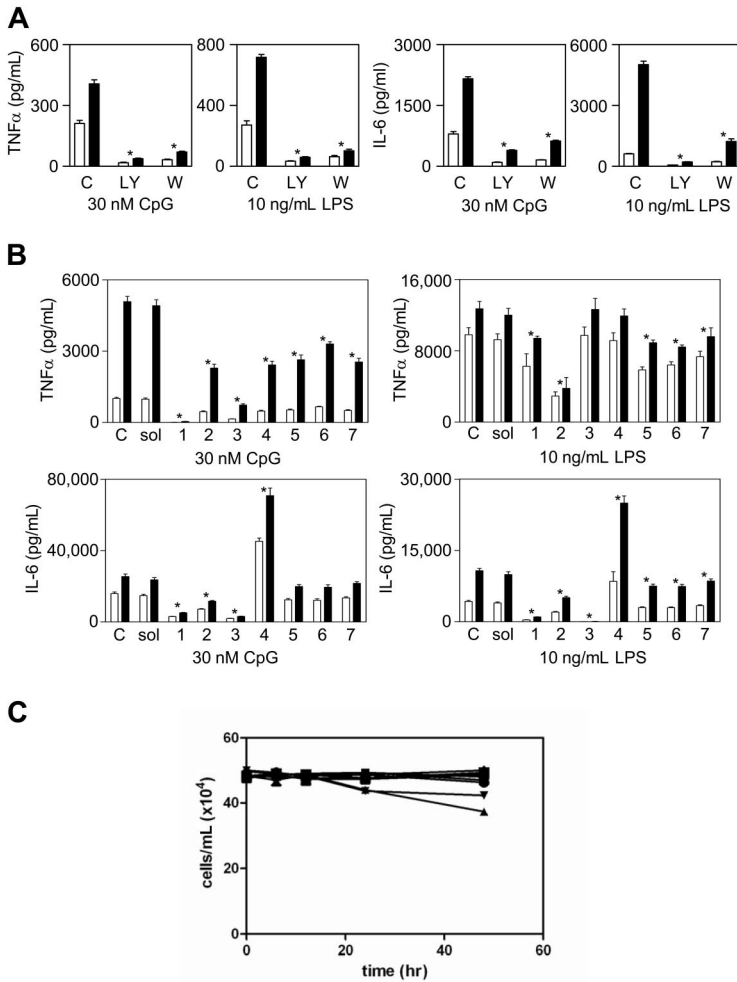 A
TNFα (pg/mL)
600
300
0
C LY W
30 nM CpG
800
400
0
C LY W
10 ng/mL LPS
IL-6 (pg/ml)
3000
1500
0
C LY W
30 nM CpG
6000
3000
0
C LY W
10 ng/mL LPS
* * * * * * * *
B
TNFα (pg/mL)
6000
3000
0
* * * * * * *
C sol 1 2 3 4 5 6 7
30 nM CpG
TNFα (pg/mL)
16,000
8000
0
* * * * *
C sol 1 2 3 4 5 6 7
10 ng/mL LPS
IL-6 (pg/mL)
80,000
40,000
0
* * * *
C sol 1 2 3 4 5 6 7
30 nM CpG
IL-6 (pg/mL)
30,000
15,000
0
* * * * * * *
C sol 1 2 3 4 5 6 7
10 ng/mL LPS
C
cells/mL (x10⁴)
60
40
20
0
0 20 40 60
time (hr)